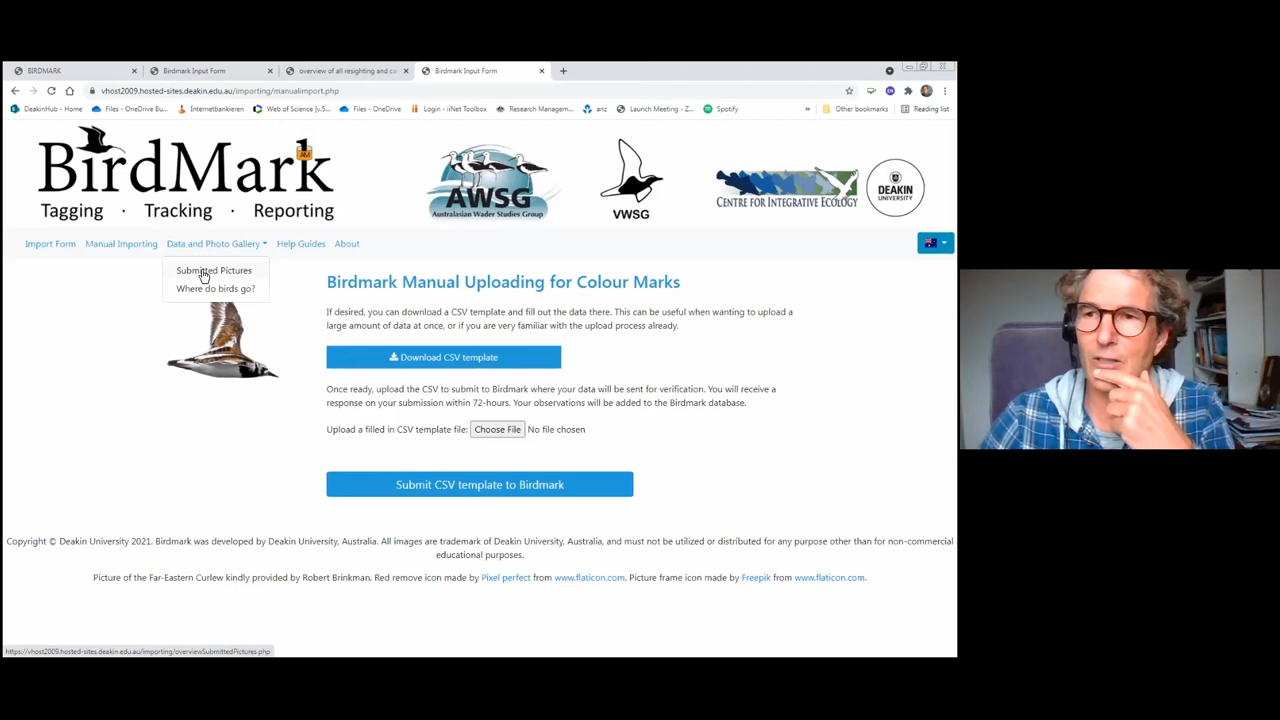 BIRDMARK
Birdmark Input Form
overview of all resighting and ca
Birdmark Input Form
vhost2009.hosted-sites.deakin.edu.au/importing/manualimport.php
DeakinHub - Home
Files - OneDrive Bu...
Internetbankieren
Web of Science [v.5...
Files - OneDrive
Login - iiNet Toolbox
Research Managem...
anz
Launch Meeting - Z...
Spotify
»
Other bookmarks
Reading list
BirdMark
AM
Tagging · Tracking · Reporting
AWSG
Australasian Wader Studies Group
VWSG
CENTRE FOR INTEGRATIVE ECOLOGY
DEAKIN
UNIVERSITY
Import Form
Manual Importing
Data and Photo Gallery
Help Guides
About
Submitted Pictures
Where do birds go?
Birdmark Manual Uploading for Colour Marks
If desired, you can download a CSV template and fill out the data there. This can be useful when wanting to upload a
large amount of data at once, or if you are very familiar with the upload process already.
Download CSV template
Once ready, upload the CSV to submit to Birdmark where your data will be sent for verification. You will receive a
response on your submission within 72-hours. Your observations will be added to the Birdmark database.
Upload a filled in CSV template file: Choose File No file chosen
Submit CSV template to Birdmark
Copyright © Deakin University 2021. Birdmark was developed by Deakin University, Australia. All images are trademark of Deakin University, Australia, and must not be utilized or distributed for any purpose other than for non-commercial
educational purposes.
Picture of the Far-Eastern Curlew kindly provided by Robert Brinkman. Red remove icon made by Pixel perfect from www.flaticon.com. Picture frame icon made by Freepik from www.flaticon.com.
https://vhost2009.hosted-sites.deakin.edu.au/importing/overviewSubmittedPictures.php